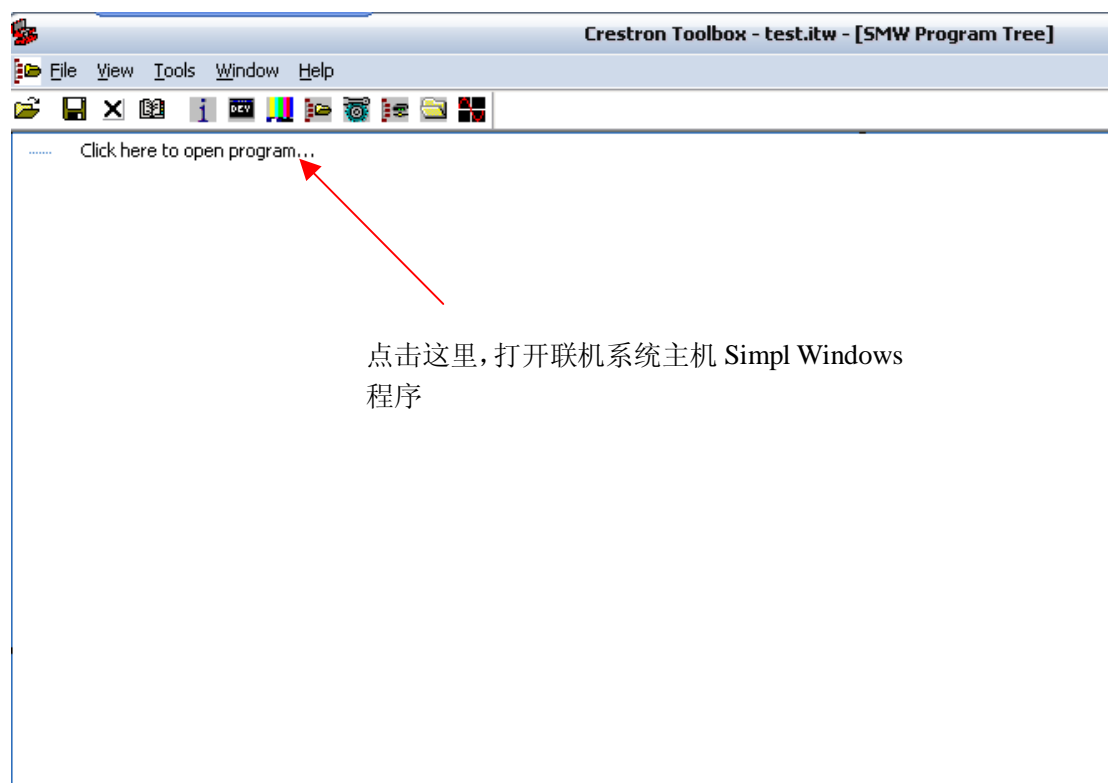 Crestron Toolbox - test.itw - [SMW Program Tree]
File View Tools Window Help
i DEV
Click here to open program...
点击这里，打开联机系统主机 Simpl Windows
程序